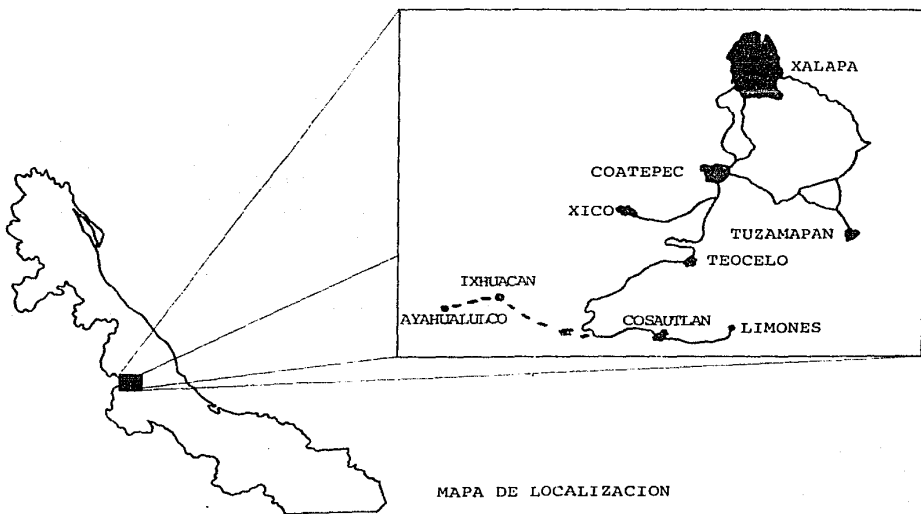 XALAPA
COATEPEC
XICO
TUZAMAPAN
TEOCELO
IXHUACAN
AYAHUALULCO
COSAUTLAN
LIMONES
MAPA DE LOCALIZACION